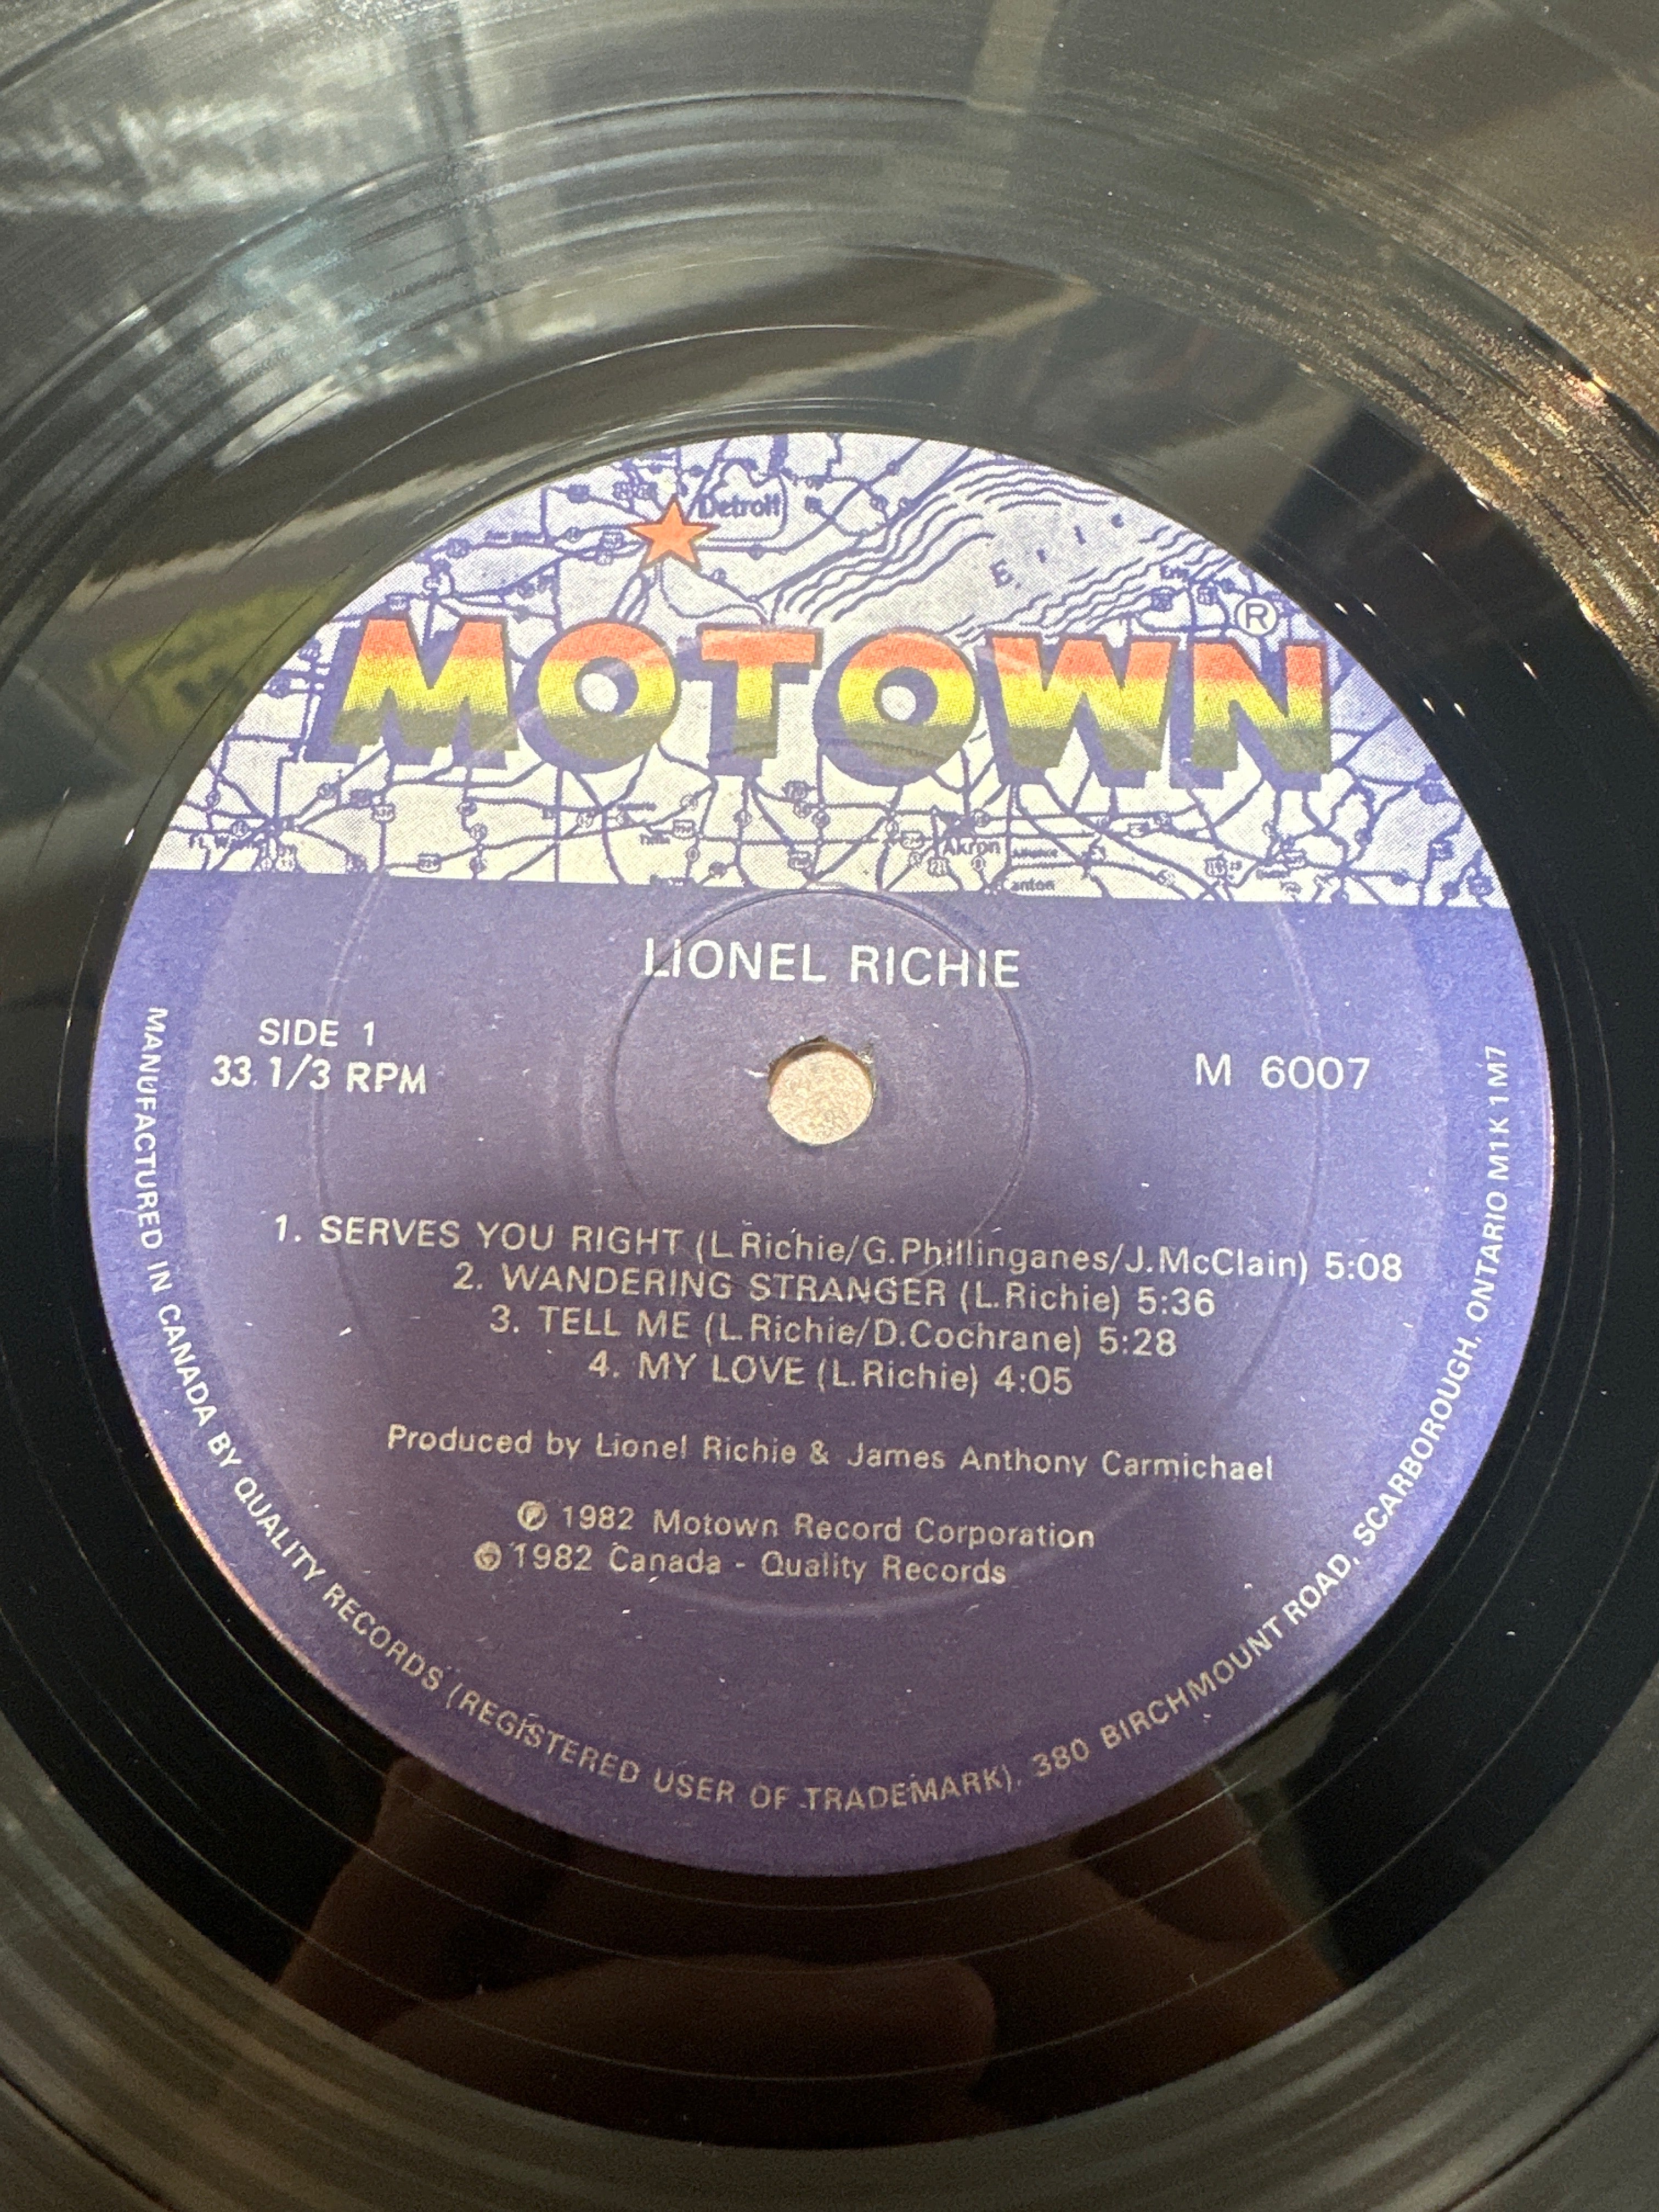 Detroit
Erie
MOTOWN®
Akron
Canton
LIONEL RICHIE
SIDE 1
33 1/3 RPM
M 6007
1. SERVES YOU RIGHT (L.Richie/G.Phillinganes/J.McClain) 5:08
2. WANDERING STRANGER (L.Richie) 5:36
3. TELL ME (L.Richie/D.Cochrane) 5:28
4. MY LOVE (L.Richie) 4:05
Produced by Lionel Richie & James Anthony Carmichael
℗ 1982 Motown Record Corporation
© 1982 Canada - Quality Records
MANUFACTURED IN CANADA BY QUALITY RECORDS (REGISTERED USER OF TRADEMARK), 380 BIRCHMOUNT ROAD, SCARBOROUGH, ONTARIO M1K 1M7